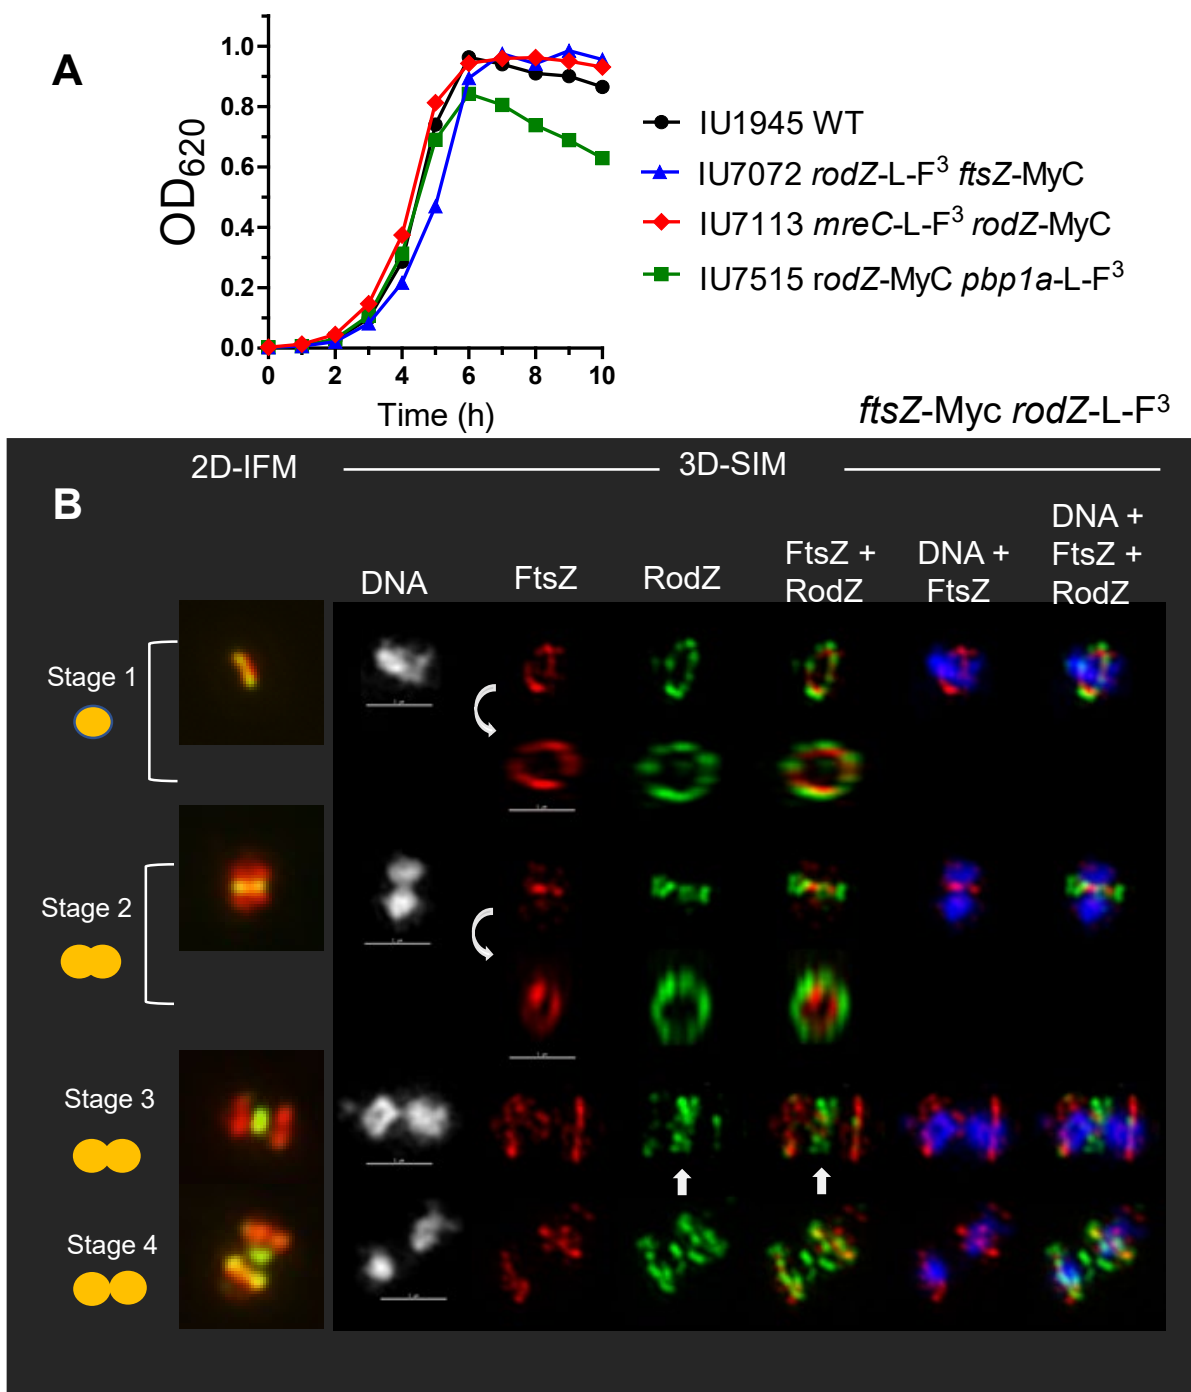 A
1.0
0.8
0.6
0.4
0.2
0.0
OD620
0 2 4 6 8 10
Time (h)
IU1945 WT
IU7072 rodZ-L-F³ ftsZ-MyC
IU7113 mreC-L-F³ rodZ-MyC
IU7515 rodZ-MyC pbp1a-L-F³
ftsZ-Myc rodZ-L-F³
2D-IFM
3D-SIM
B
DNA
FtsZ
RodZ
FtsZ +
RodZ
DNA +
FtsZ
DNA +
FtsZ +
RodZ
Stage 1
Stage 2
Stage 3
Stage 4